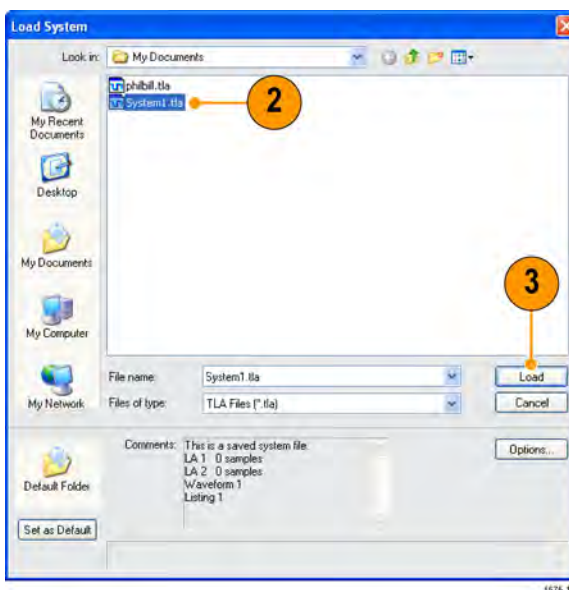 Load System
Look in: My Documents
philbill.tla
System1.tla
2
My Recent Documents
Desktop
My Documents
My Computer
My Network
3
File name: System1.tla Load
Files of type: TLA Files (*.tla) Cancel
Comments: This is a saved system file. Options...
LA 1 0 samples
LA 2 0 samples
Waveform 1
Listing 1
Default Folder
Set as Default